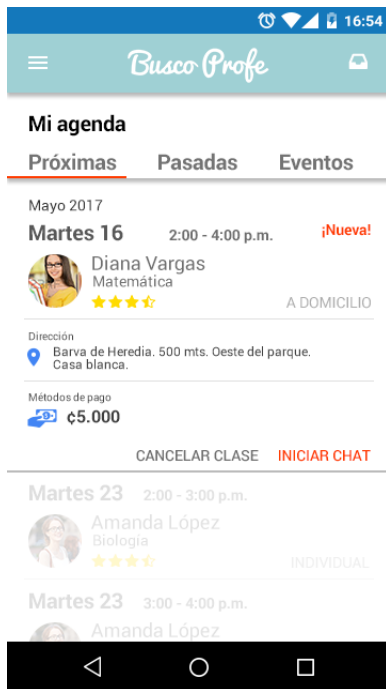 16:54
Busco Profe
Mi agenda
Próximas Pasadas Eventos
Mayo 2017
Martes 16 2:00 - 4:00 p.m. ¡Nueva!
Diana Vargas
Matemática
A DOMICILIO
Dirección
Barva de Heredia. 500 mts. Oeste del parque.
Casa blanca.
Métodos de pago
¢5.000
CANCELAR CLASE INICIAR CHAT
Martes 23 2:00 - 3:00 p.m.
Amanda López
Biología
INDIVIDUAL
Martes 23 3:00 - 4:00 p.m.
Amanda López